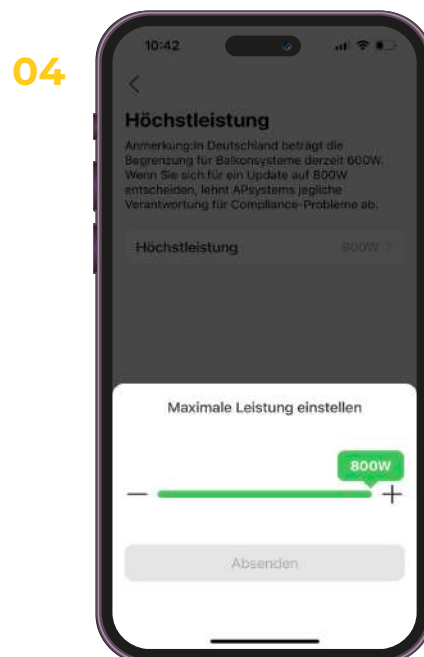 04
10:42
Höchstleistung
Anmerkung:In Deutschland beträgt die
Begrenzung für Balkonsysteme derzeit 600W.
Wenn Sie sich für ein Update auf 800W
entscheiden, lehnt APsystems jegliche
Verantwortung für Compliance-Probleme ab.
Höchstleistung 800W
Maximale Leistung einstellen
800W
Absenden